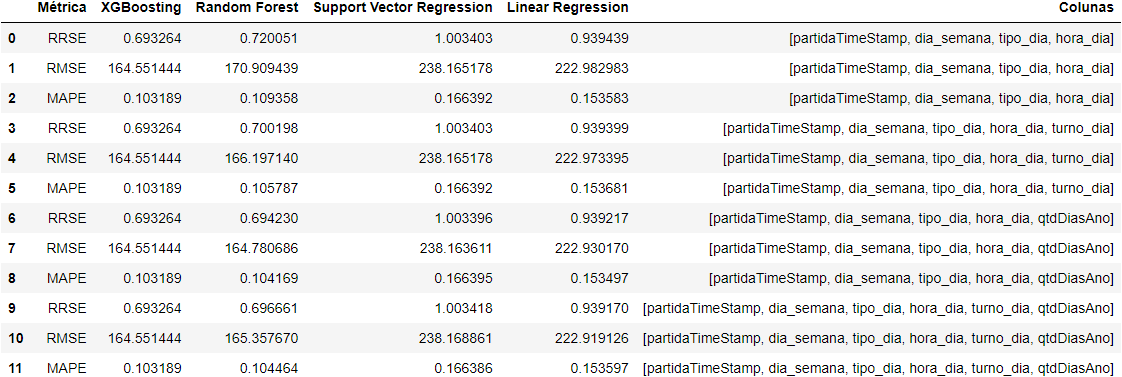 Métrica XGBoosting Random Forest Support Vector Regression Linear Regression Colunas
0 RRSE 0.693264 0.720051 1.003403 0.939439 [partidaTimeStamp, dia_semana, tipo_dia, hora_dia]
1 RMSE 164.551444 170.909439 238.165178 222.982983 [partidaTimeStamp, dia_semana, tipo_dia, hora_dia]
2 MAPE 0.103189 0.109358 0.166392 0.153583 [partidaTimeStamp, dia_semana, tipo_dia, hora_dia]
3 RRSE 0.693264 0.700198 1.003403 0.939399 [partidaTimeStamp, dia_semana, tipo_dia, hora_dia, turno_dia]
4 RMSE 164.551444 166.197140 238.165178 222.973395 [partidaTimeStamp, dia_semana, tipo_dia, hora_dia, turno_dia]
5 MAPE 0.103189 0.105787 0.166392 0.153681 [partidaTimeStamp, dia_semana, tipo_dia, hora_dia, turno_dia]
6 RRSE 0.693264 0.694230 1.003396 0.939217 [partidaTimeStamp, dia_semana, tipo_dia, hora_dia, qtdDiasAno]
7 RMSE 164.551444 164.780686 238.163611 222.930170 [partidaTimeStamp, dia_semana, tipo_dia, hora_dia, qtdDiasAno]
8 MAPE 0.103189 0.104169 0.166395 0.153497 [partidaTimeStamp, dia_semana, tipo_dia, hora_dia, qtdDiasAno]
9 RRSE 0.693264 0.696661 1.003418 0.939170 [partidaTimeStamp, dia_semana, tipo_dia, hora_dia, turno_dia, qtdDiasAno]
10 RMSE 164.551444 165.357670 238.168861 222.919126 [partidaTimeStamp, dia_semana, tipo_dia, hora_dia, turno_dia, qtdDiasAno]
11 MAPE 0.103189 0.104464 0.166386 0.153597 [partidaTimeStamp, dia_semana, tipo_dia, hora_dia, turno_dia, qtdDiasAno]